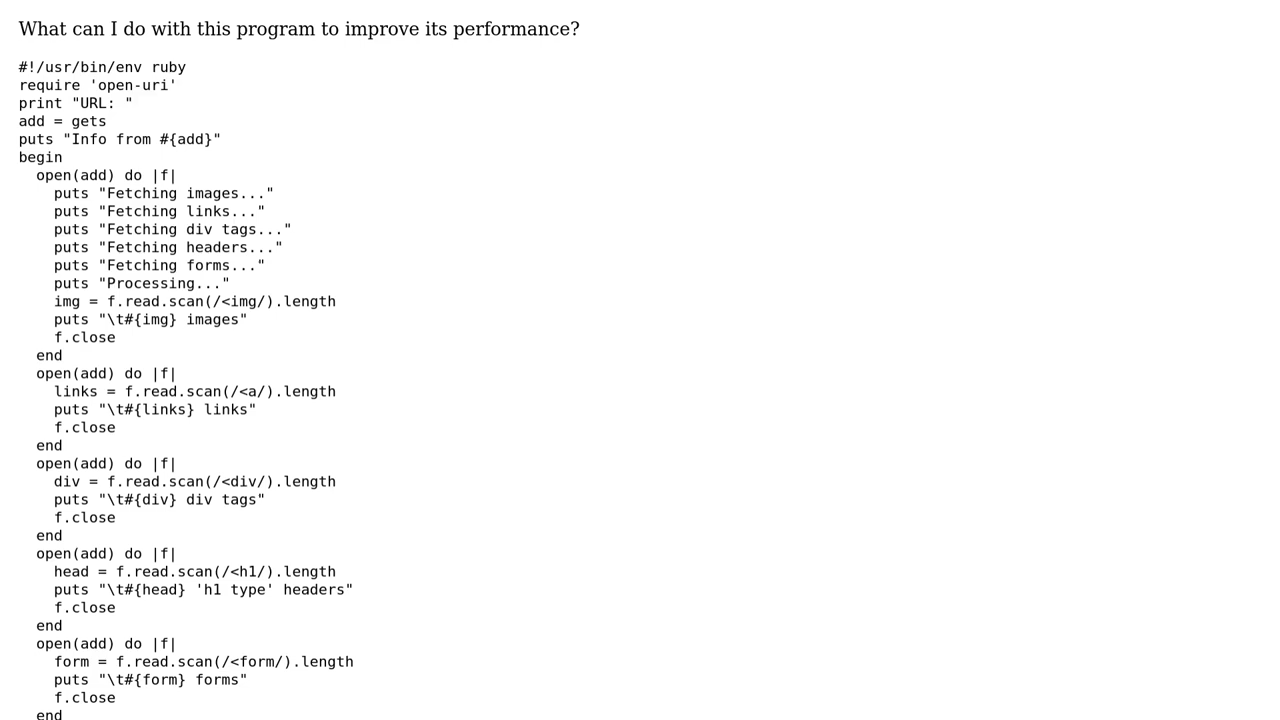 What can I do with this program to improve its performance?
#!/usr/bin/env ruby
require 'open-uri'
print "URL: "
add = gets
puts "Info from #{add}"
begin
  open(add) do |f|
    puts "Fetching images..."
    puts "Fetching links..."
    puts "Fetching div tags..."
    puts "Fetching headers..."
    puts "Fetching forms..."
    puts "Processing..."
    img = f.read.scan(/<img/).length
    puts "\t#{img} images"
    f.close
  end
  open(add) do |f|
    links = f.read.scan(/<a/).length
    puts "\t#{links} links"
    f.close
  end
  open(add) do |f|
    div = f.read.scan(/<div/).length
    puts "\t#{div} div tags"
    f.close
  end
  open(add) do |f|
    head = f.read.scan(/<h1/).length
    puts "\t#{head} 'h1 type' headers"
    f.close
  end
  open(add) do |f|
    form = f.read.scan(/<form/).length
    puts "\t#{form} forms"
    f.close
  end